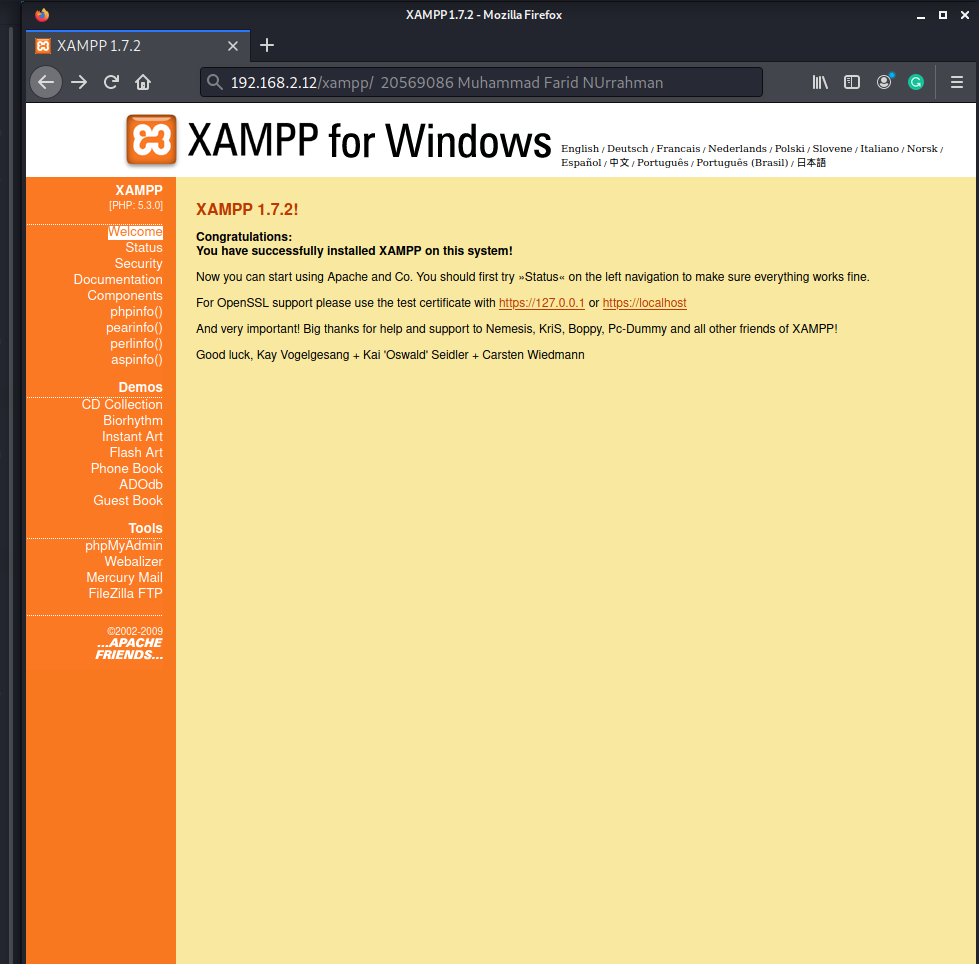 XAMPP 1.7.2 - Mozilla Firefox
XAMPP 1.7.2
192.168.2.12/xampp/ 20569086 Muhammad Farid NUrrahman
XAMPP for Windows
English / Deutsch / Francais / Nederlands / Polski / Slovene / Italiano / Norsk /
Español / 中文 / Português / Português (Brasil) / 日本語
XAMPP
[PHP: 5.3.0]
Welcome
Status
Security
Documentation
Components
phpinfo()
pearinfo()
perlinfo()
aspinfo()
Demos
CD Collection
Biorhythm
Instant Art
Flash Art
Phone Book
ADOdb
Guest Book
Tools
phpMyAdmin
Webalizer
Mercury Mail
FileZilla FTP
©2002-2009
...APACHE
FRIENDS...
XAMPP 1.7.2!
Congratulations:
You have successfully installed XAMPP on this system!
Now you can start using Apache and Co. You should first try »Status« on the left navigation to make sure everything works fine.
For OpenSSL support please use the test certificate with https://127.0.0.1 or https://localhost
And very important! Big thanks for help and support to Nemesis, KriS, Boppy, Pc-Dummy and all other friends of XAMPP!
Good luck, Kay Vogelgesang + Kai 'Oswald' Seidler + Carsten Wiedmann